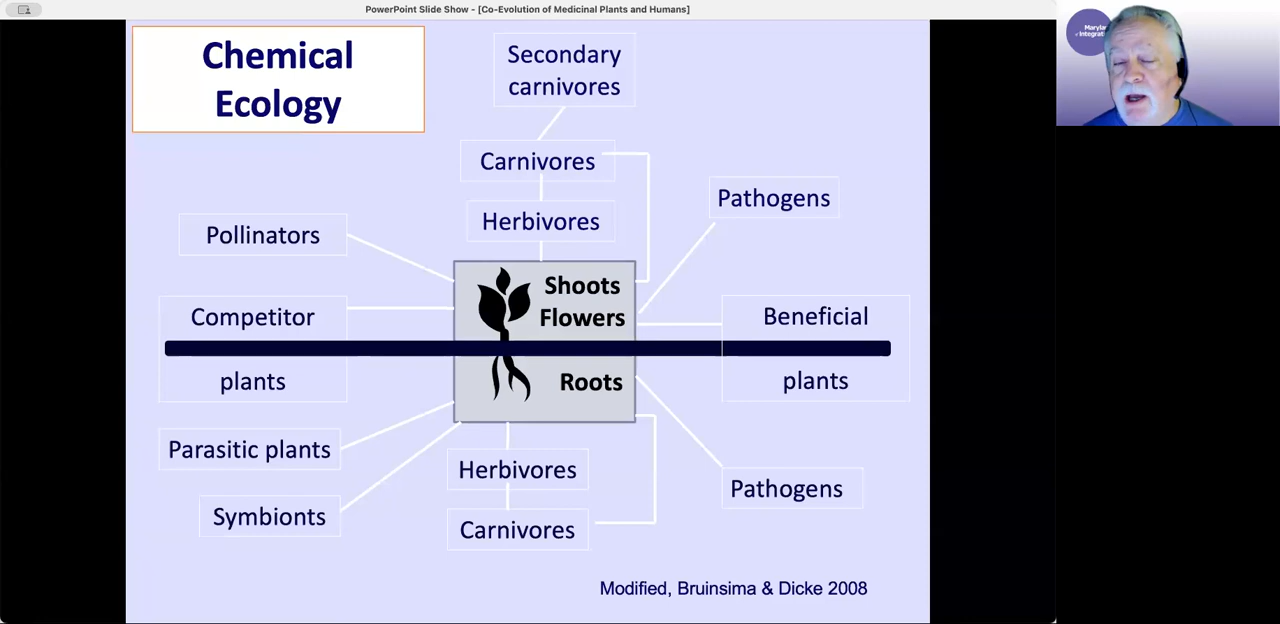 PowerPoint Slide Show - [Co-Evolution of Medicinal Plants and Humans]
Chemical
Ecology
Secondary
carnivores
Carnivores
Herbivores
Pathogens
Pollinators
Shoots
Flowers
Competitor
plants
Beneficial
plants
Roots
Parasitic plants
Symbionts
Herbivores
Carnivores
Pathogens
Modified, Bruinsima & Dicke 2008